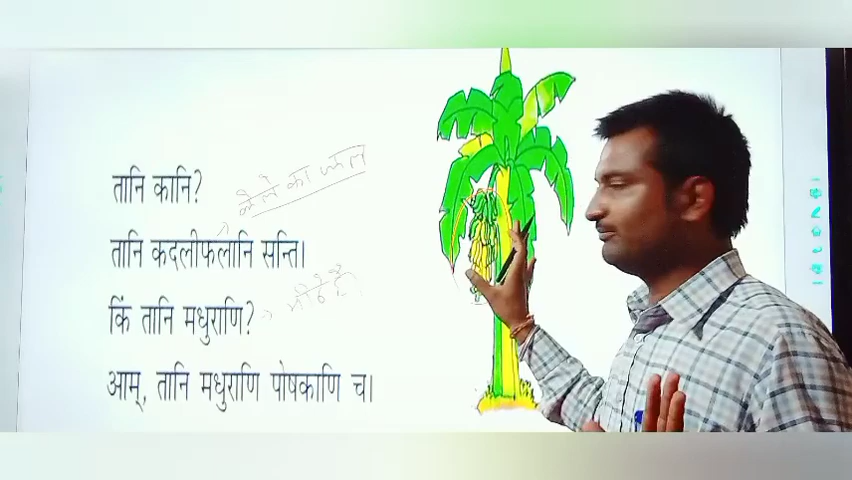 तानि कानि?
केले का फल
तानि कदलीफलानि सन्ति।
मीठे हैं।
किं तानि मधुराणि?
आम्, तानि मधुराणि पोषकाणि च।